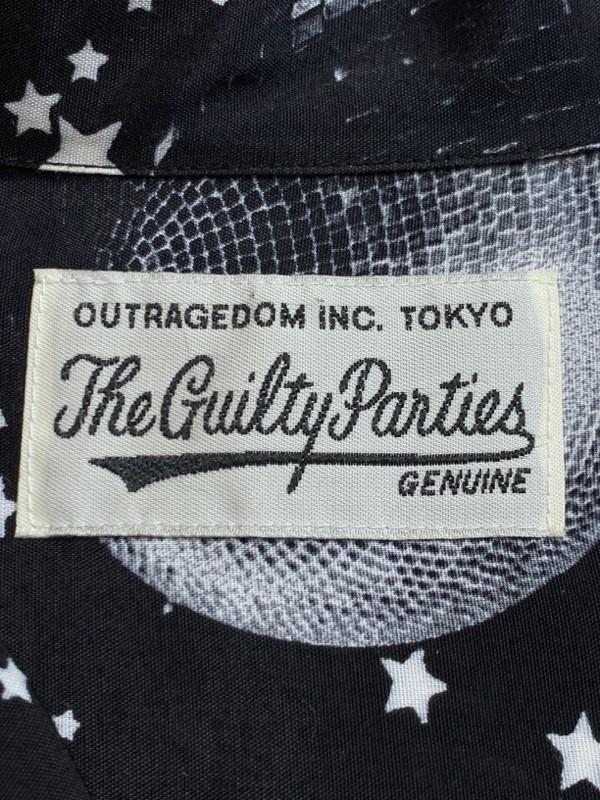 OUTRAGEDOM INC. TOKYO
The Guilty Parties
GENUINE